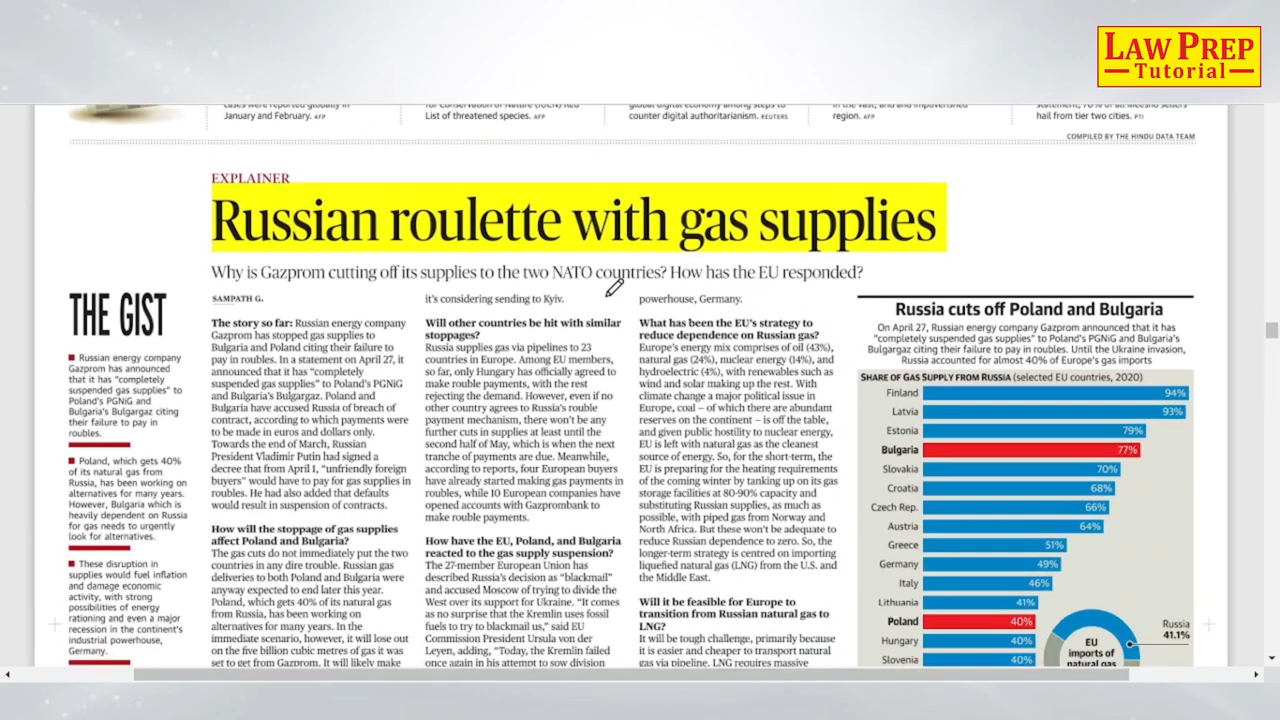 LAW PREP
Tutorial
cases were reported globally in
January and February. AFP
for Conservation of Nature (IUCN) Red
List of threatened species. AFP
global digital economy among steps to
counter digital authoritarianism. REUTERS
in the vast, arid and impoverished
region. AFP
statement, 70% of all Meesho sellers
hail from tier two cities. PTI
COMPILED BY THE HINDU DATA TEAM
EXPLAINER
Russian roulette with gas supplies
Why is Gazprom cutting off its supplies to the two NATO countries? How has the EU responded?
THE GIST
Russian energy company
Gazprom has announced
that it has “completely
suspended gas supplies” to
Poland's PGNiG and
Bulgaria's Bulgargaz citing
their failure to pay in
roubles.
Poland, which gets 40%
of its natural gas from
Russia, has been working on
alternatives for many years.
However, Bulgaria which is
heavily dependent on Russia
for gas needs to urgently
look for alternatives.
These disruption in
supplies would fuel inflation
and damage economic
activity, with strong
possibilities of energy
rationing and even a major
recession in the continent's
industrial powerhouse,
Germany.
SAMPATH G.
The story so far: Russian energy company
Gazprom has stopped gas supplies to
Bulgaria and Poland citing their failure to
pay in roubles. In a statement on April 27, it
announced that it has “completely
suspended gas supplies” to Poland's PGNiG
and Bulgaria's Bulgargaz. Poland and
Bulgaria have accused Russia of breach of
contract, according to which payments were
to be made in euros and dollars only.
Towards the end of March, Russian
President Vladimir Putin had signed a
decree that from April 1, “unfriendly foreign
buyers” would have to pay for gas supplies in
roubles. He had also added that defaults
would result in suspension of contracts.
How will the stoppage of gas supplies
affect Poland and Bulgaria?
The gas cuts do not immediately put the two
countries in any dire trouble. Russian gas
deliveries to both Poland and Bulgaria were
anyway expected to end later this year.
Poland, which gets 40% of its natural gas
from Russia, has been working on
alternatives for many years. In the
immediate scenario, however, it will lose out
on the five billion cubic metres of gas it was
set to get from Gazprom. It will likely make
it's considering sending to Kyiv.
Will other countries be hit with similar
stoppages?
Russia supplies gas via pipelines to 23
countries in Europe. Among EU members,
so far, only Hungary has officially agreed to
make rouble payments, with the rest
rejecting the demand. However, even if no
other country agrees to Russia's rouble
payment mechanism, there won't be any
further cuts in supplies at least until the
second half of May, which is when the next
tranche of payments are due. Meanwhile,
according to reports, four European buyers
have already started making gas payments in
roubles, while 10 European companies have
opened accounts with Gazprombank to
make rouble payments.
How have the EU, Poland, and Bulgaria
reacted to the gas supply suspension?
The 27-member European Union has
described Russia's decision as “blackmail”
and accused Moscow of trying to divide the
West over its support for Ukraine. “It comes
as no surprise that the Kremlin uses fossil
fuels to try to blackmail us,” said EU
Commission President Ursula von der
Leyen, adding, “Today, the Kremlin failed
once again in his attempt to sow division
powerhouse, Germany.
What has been the EU's strategy to
reduce dependence on Russian gas?
Europe's energy mix comprises of oil (43%),
natural gas (24%), nuclear energy (14%), and
hydroelectric (4%), with renewables such as
wind and solar making up the rest. With
climate change a major political issue in
Europe, coal – of which there are abundant
reserves on the continent – is off the table,
and given public hostility to nuclear energy,
EU is left with natural gas as the cleanest
source of energy. So, for the short-term, the
EU is preparing for the heating requirements
of the coming winter by tanking up on its gas
storage facilities at 80-90% capacity and
substituting Russian supplies, as much as
possible, with piped gas from Norway and
North Africa. But these won't be adequate to
reduce Russian dependence to zero. So, the
longer-term strategy is centred on importing
liquefied natural gas (LNG) from the U.S. and
the Middle East.
Will it be feasible for Europe to
transition from Russian natural gas to
LNG?
It will be tough challenge, primarily because
it is easier and cheaper to transport natural
gas via pipeline. LNG requires massive
Russia cuts off Poland and Bulgaria
On April 27, Russian energy company Gazprom announced that it has
“completely suspended gas supplies” to Poland's PGNiG and Bulgaria's
Bulgargaz citing their failure to pay in roubles. Until the Ukraine invasion,
Russia accounted for almost 40% of Europe's gas imports
SHARE OF GAS SUPPLY FROM RUSSIA (selected EU countries, 2020)
Finland 94%
Latvia 93%
Estonia 79%
Bulgaria 77%
Slovakia 70%
Croatia 68%
Czech Rep. 66%
Austria 64%
Greece 51%
Germany 49%
Italy 46%
Lithuania 41%
Poland 40%
Hungary 40%
Slovenia 40%
EU
imports of
natural gas
Russia
41.1%